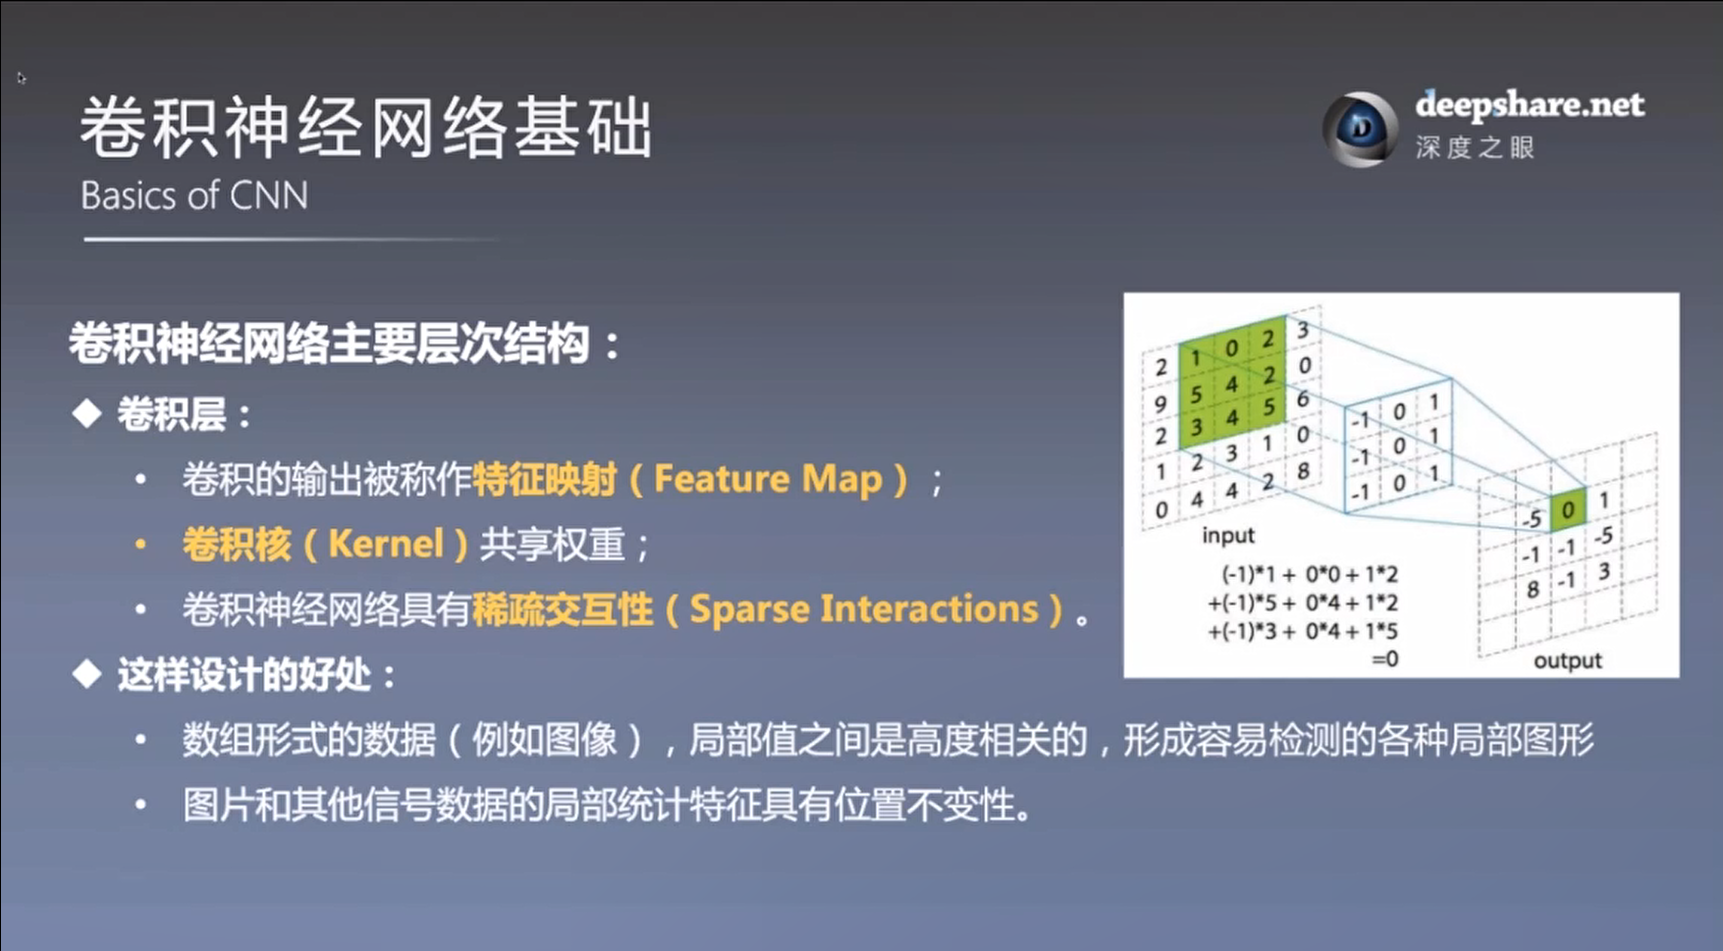 卷积神经网络基础
Basics of CNN
deepshare.net
深度之眼
卷积神经网络主要层次结构：
◆ 卷积层：
• 卷积的输出被称作特征映射（Feature Map）；
• 卷积核（Kernel）共享权重；
• 卷积神经网络具有稀疏交互性（Sparse Interactions）。
◆ 这样设计的好处：
• 数组形式的数据（例如图像），局部值之间是高度相关的，形成容易检测的各种局部图形
• 图片和其他信号数据的局部统计特征具有位置不变性。
2 1 0 2 3
9 5 4 2 0
2 3 4 5 6
1 2 3 1 0
0 4 4 2 8
input
-1 0 1
-1 0 1
-1 0 1
-5 0 1
-1 -1 -5
8 -1 3
output
(-1)*1 + 0*0 + 1*2
+(-1)*5 + 0*4 + 1*2
+(-1)*3 + 0*4 + 1*5
=0